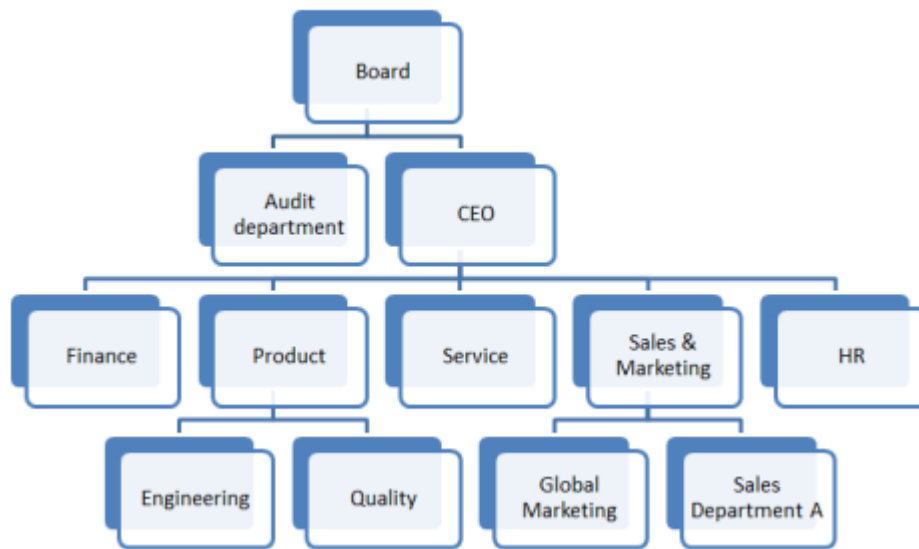 Board
Audit
department
CEO
Finance
Product
Service
Sales &
Marketing
HR
Engineering
Quality
Global
Marketing
Sales
Department A